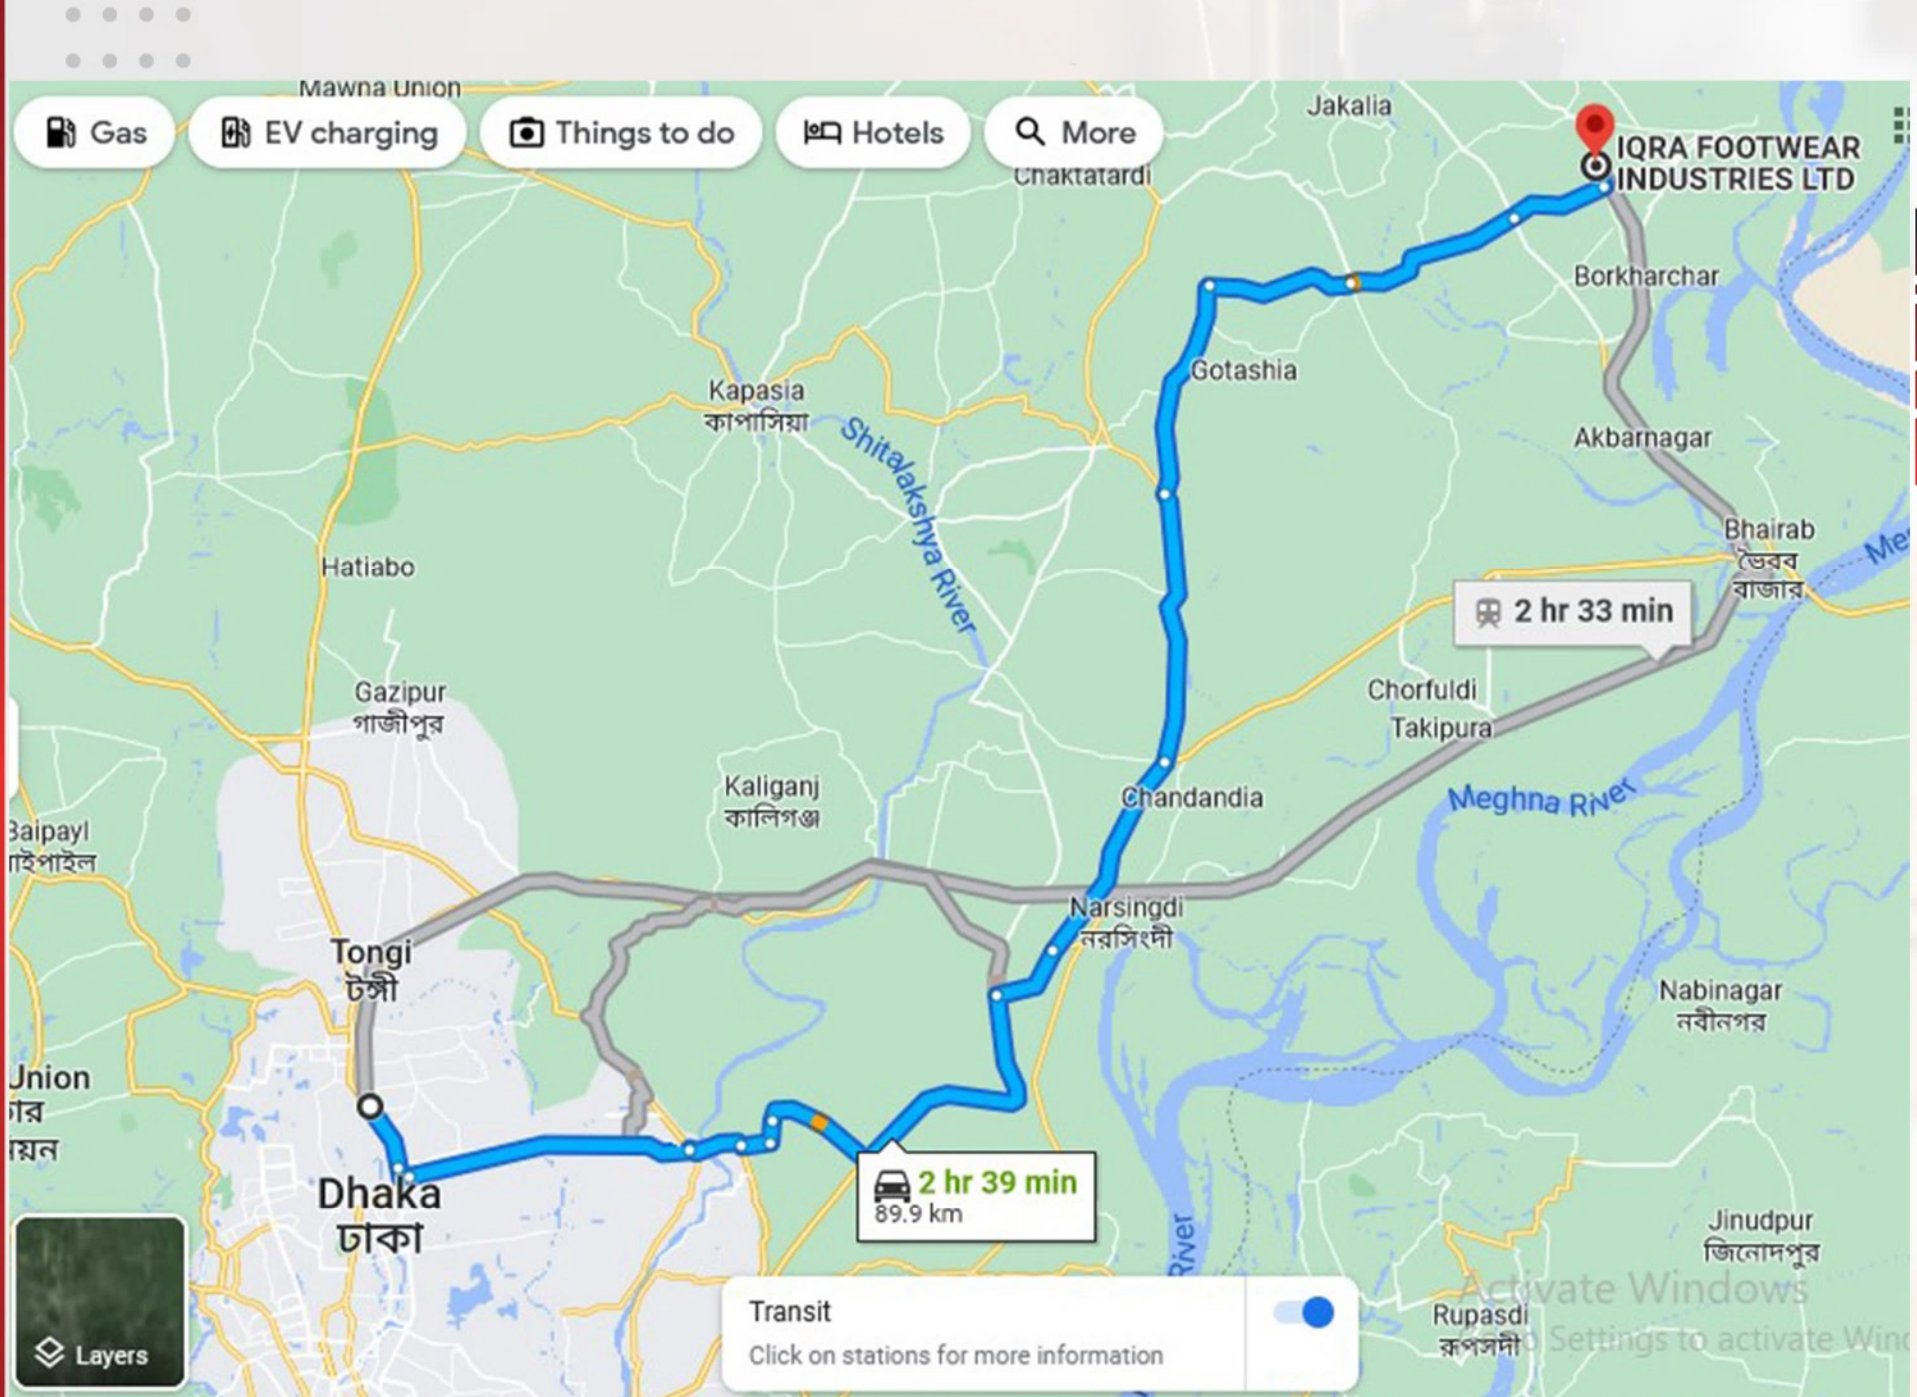 Mawna Union
Gas
EV charging
Things to do
Hotels
More
Jakalia
IQRA FOOTWEAR
INDUSTRIES LTD
Chaktatardi
Borkharchar
Gotashia
Kapasia
কাপাসিয়া
Shitalakshya River
Akbarnagar
Bhairab
ভৈরব
বাজার
Hatiabo
2 hr 33 min
Gazipur
গাজীপুর
Chorfuldi
Takipura
Kaliganj
কালিগঞ্জ
Chandandia
Meghna River
Baipayl
Narsingdi
নরসিংদী
Tongi
টঙ্গী
Nabinagar
নবীনগর
Union
Dhaka
ঢাকা
2 hr 39 min
89.9 km
River
Jinudpur
জিনোদপুর
Transit
Click on stations for more information
Rupasdi
রূপসদী
Activate Windows
Settings to activate
Layers